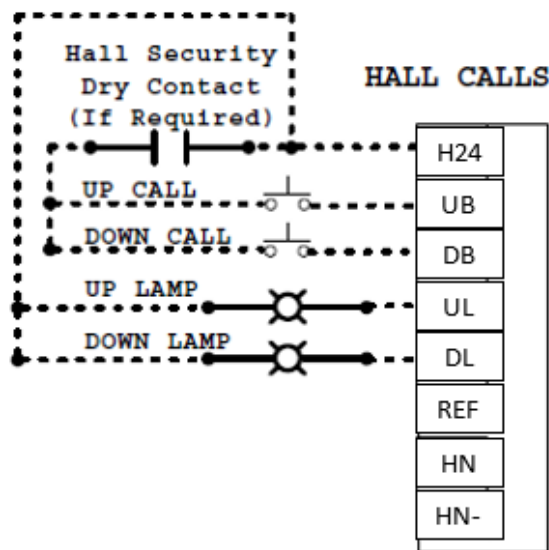 Hall Security
Dry Contact
(If Required)
HALL CALLS
H24
UP CALL
UB
DOWN CALL
DB
UP LAMP
UL
DOWN LAMP
DL
REF
HN
HN-